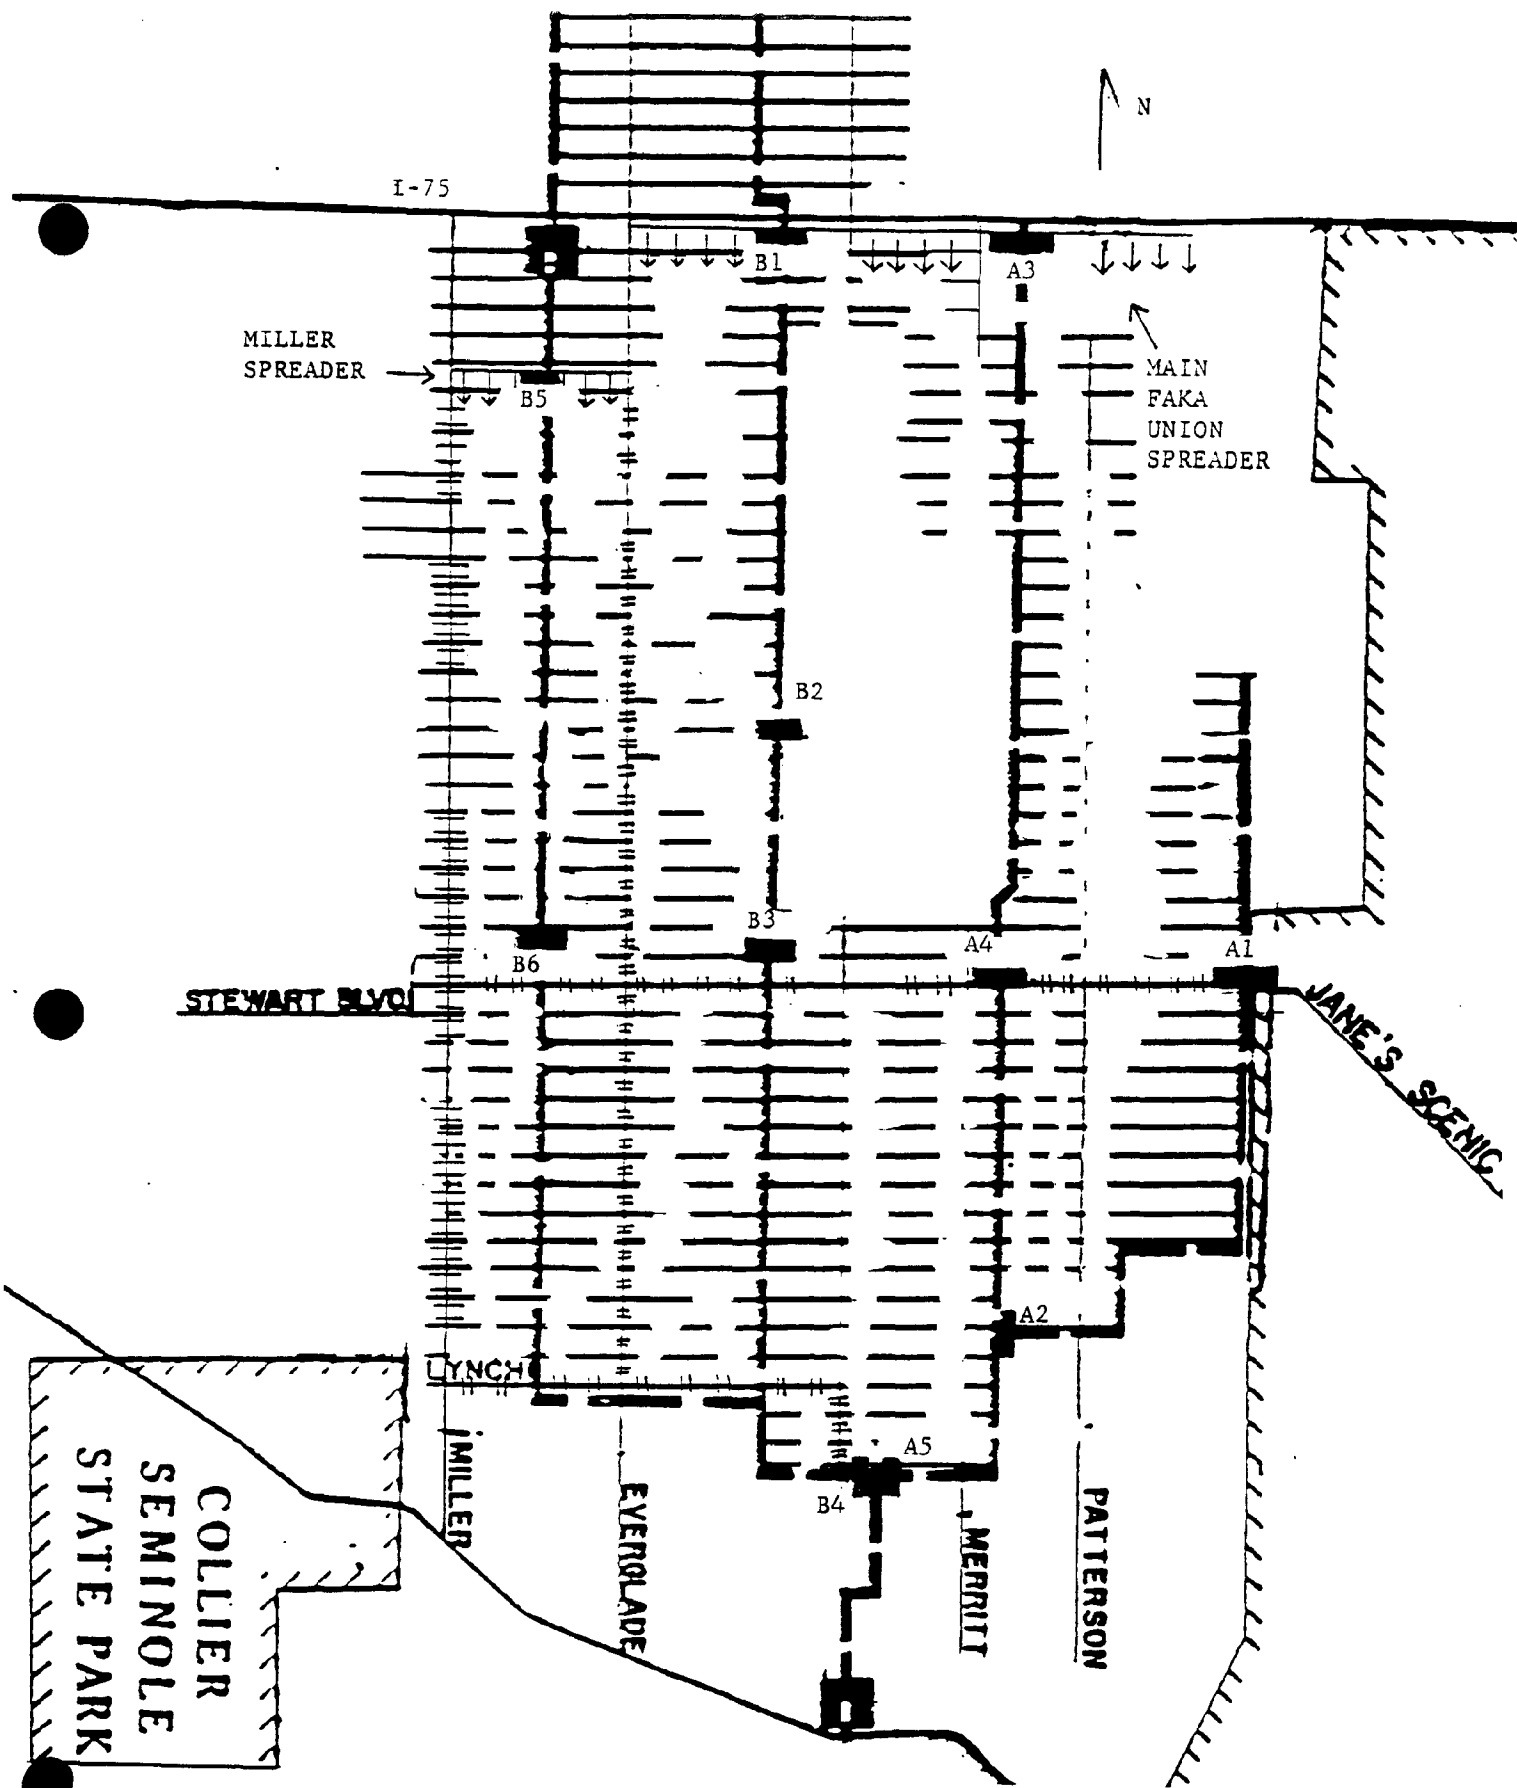 N
I-75
B1
A3
MILLER
SPREADER
B5
MAIN
FAKA
UNION
SPREADER
B2
B3
A4
A1
B6
STEWART BLVD
JANE'S SCENIC
A2
LYNCH
A5
B4
MILLER
EVERGLADE
MERRITT
PATTERSON
COLLIER
SEMINOLE
STATE PARK